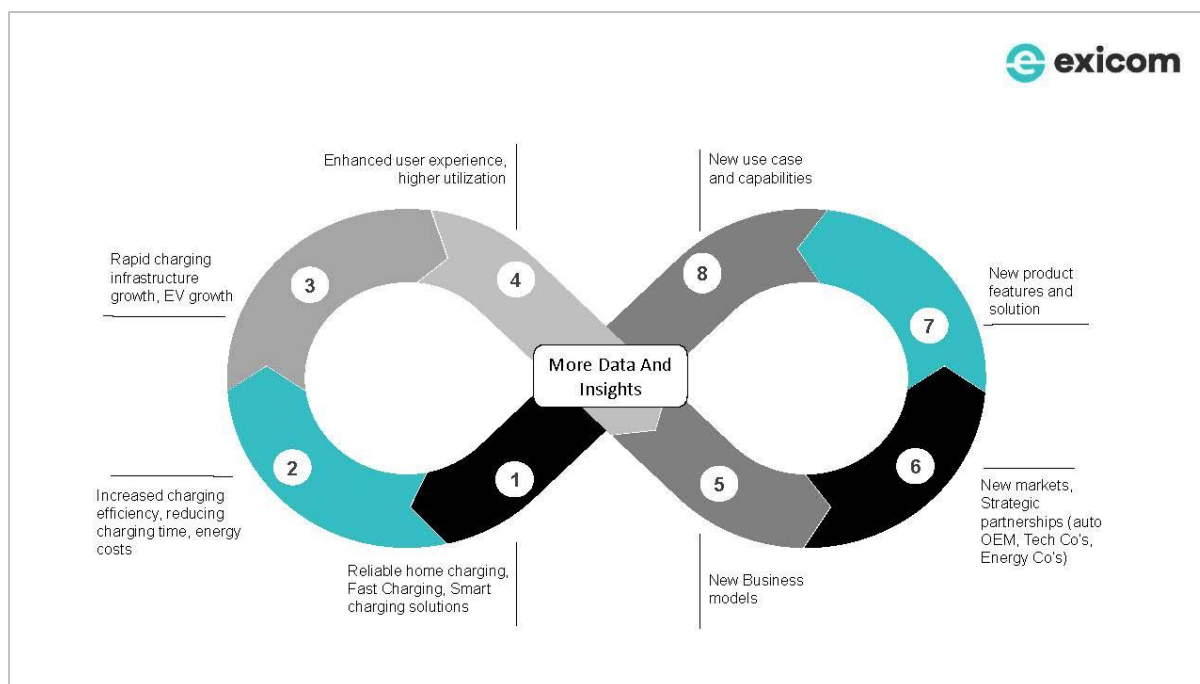 exicom
Enhanced user experience,
higher utilization
New use case
and capabilities
Rapid charging
infrastructure
growth, EV growth
3
4
8
7
New product
features and
solution
More Data And
Insights
2
1
5
6
Increased charging
efficiency, reducing
charging time, energy
costs
Reliable home charging,
Fast Charging, Smart
charging solutions
New Business
models
New markets,
Strategic
partnerships (auto
OEM, Tech Co's,
Energy Co's)